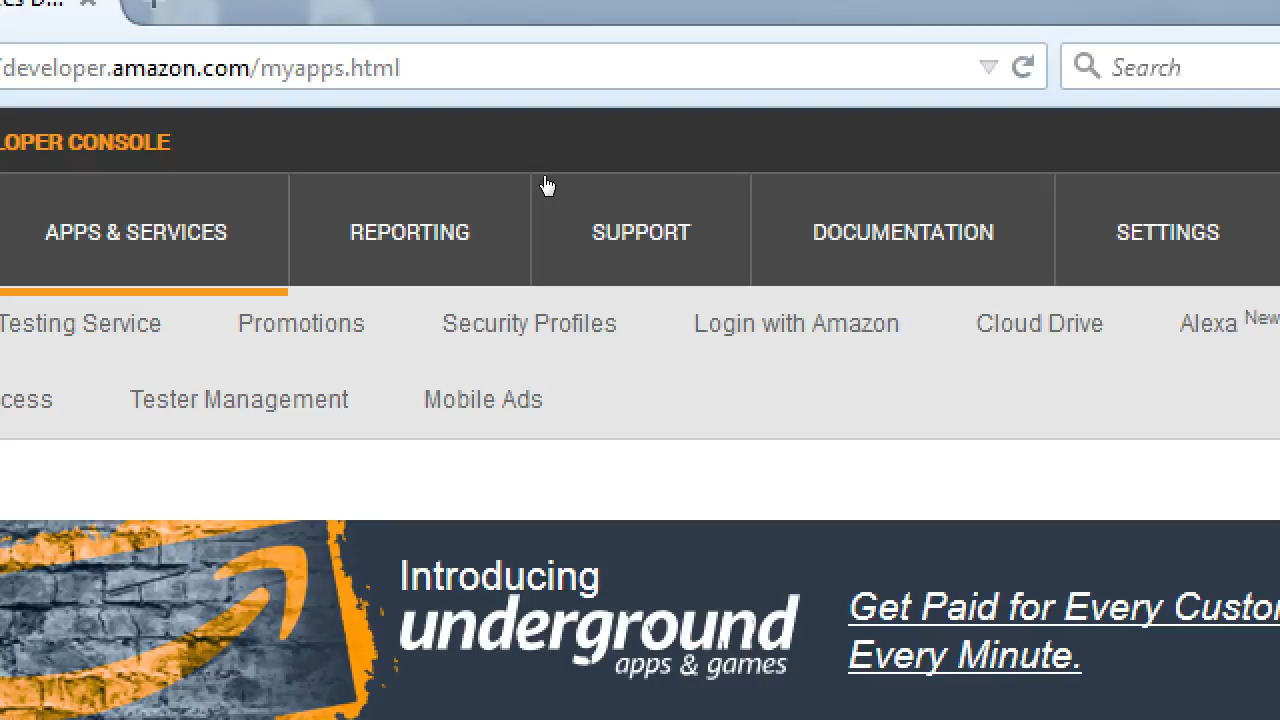 /developer.amazon.com/myapps.html
Search
LOPER CONSOLE
APPS & SERVICES
REPORTING
SUPPORT
DOCUMENTATION
SETTINGS
Testing Service
Promotions
Security Profiles
Login with Amazon
Cloud Drive
Alexa New
cess
Tester Management
Mobile Ads
Introducing
underground
apps & games
Get Paid for Every Custo
Every Minute.